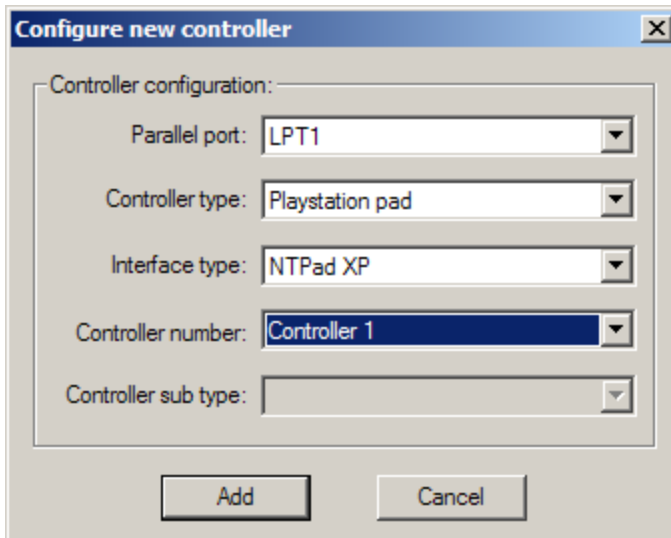 Configure new controller
Controller configuration:
Parallel port: LPT1
Controller type: Playstation pad
Interface type: NTPad XP
Controller number: Controller 1
Controller sub type:
Add Cancel